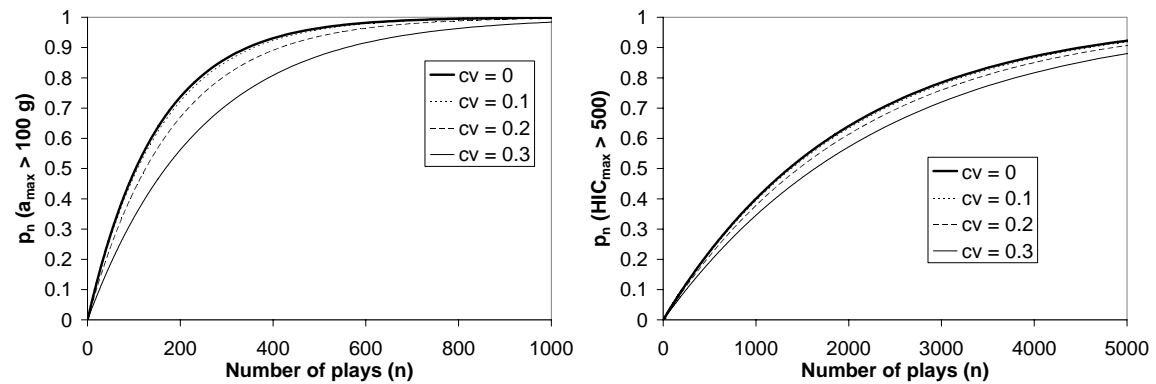 p_n (a_max > 100 g)
1
0.9
0.8
0.7
0.6
0.5
0.4
0.3
0.2
0.1
0
0 200 400 600 800 1000
Number of plays (n)
cv = 0
cv = 0.1
cv = 0.2
cv = 0.3
p_n (HIC_max > 500)
1
0.9
0.8
0.7
0.6
0.5
0.4
0.3
0.2
0.1
0
0 1000 2000 3000 4000 5000
Number of plays (n)
cv = 0
cv = 0.1
cv = 0.2
cv = 0.3